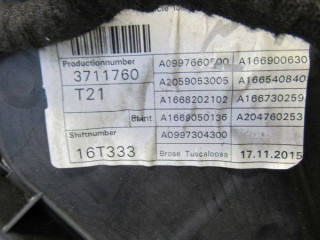 Productionnumber
3711760 A0997660500 A166900630
T21 A2059053005 A166540840
A1668202102 A166730259
A1669050136 A204760253
Shiftnumber A0997304300
16T333 Brose Tuscaloosa 17.11.2015